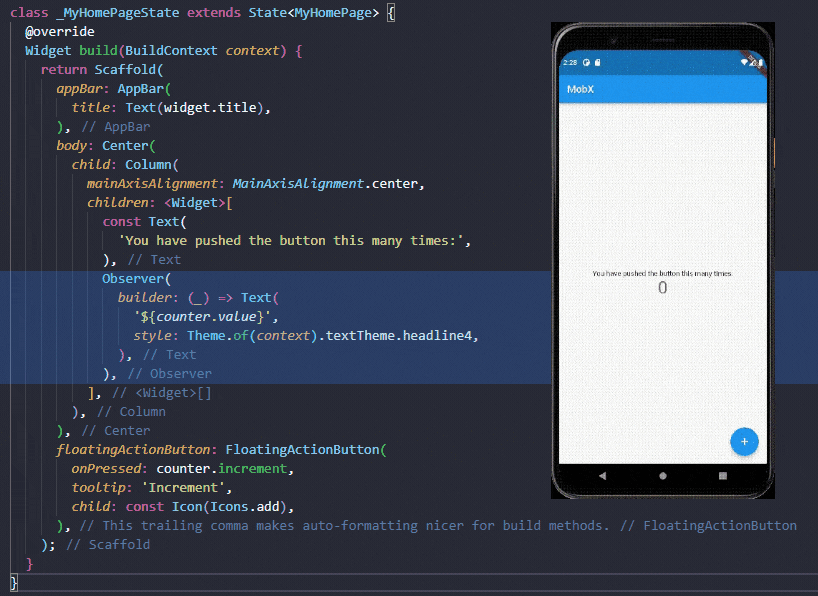 class _MyHomePageState extends State<MyHomePage> {
@override
Widget build(BuildContext context) {
return Scaffold(
appBar: AppBar(
title: Text(widget.title),
), // AppBar
body: Center(
child: Column(
mainAxisAlignment: MainAxisAlignment.center,
children: <Widget>[
const Text(
'You have pushed the button this many times:',
), // Text
Observer(
builder: (_) => Text(
'${counter.value}',
style: Theme.of(context).textTheme.headline4,
), // Text
), // Observer
], // <Widget>[]
), // Column
), // Center
floatingActionButton: FloatingActionButton(
onPressed: counter.increment,
tooltip: 'Increment',
child: const Icon(Icons.add),
), // This trailing comma makes auto-formatting nicer for build methods. // FloatingActionButton
); // Scaffold
}
}
2:28
MobX
You have pushed the button this many times:
0
+